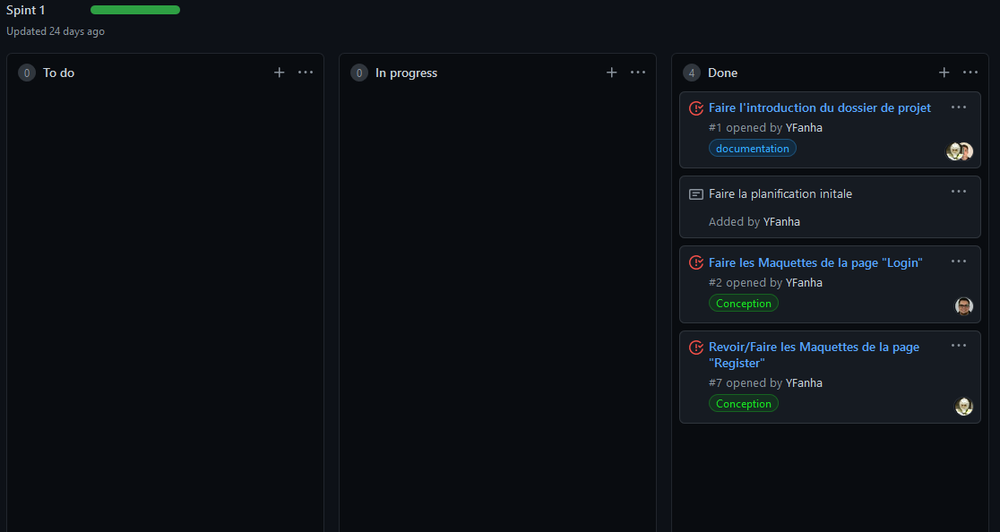 Spint 1
Updated 24 days ago
0 To do
0 In progress
4 Done
Faire l'introduction du dossier de projet
#1 opened by YFanha
documentation
Faire la planification initale
Added by YFanha
Faire les Maquettes de la page "Login"
#2 opened by YFanha
Conception
Revoir/Faire les Maquettes de la page
"Register"
#7 opened by YFanha
Conception